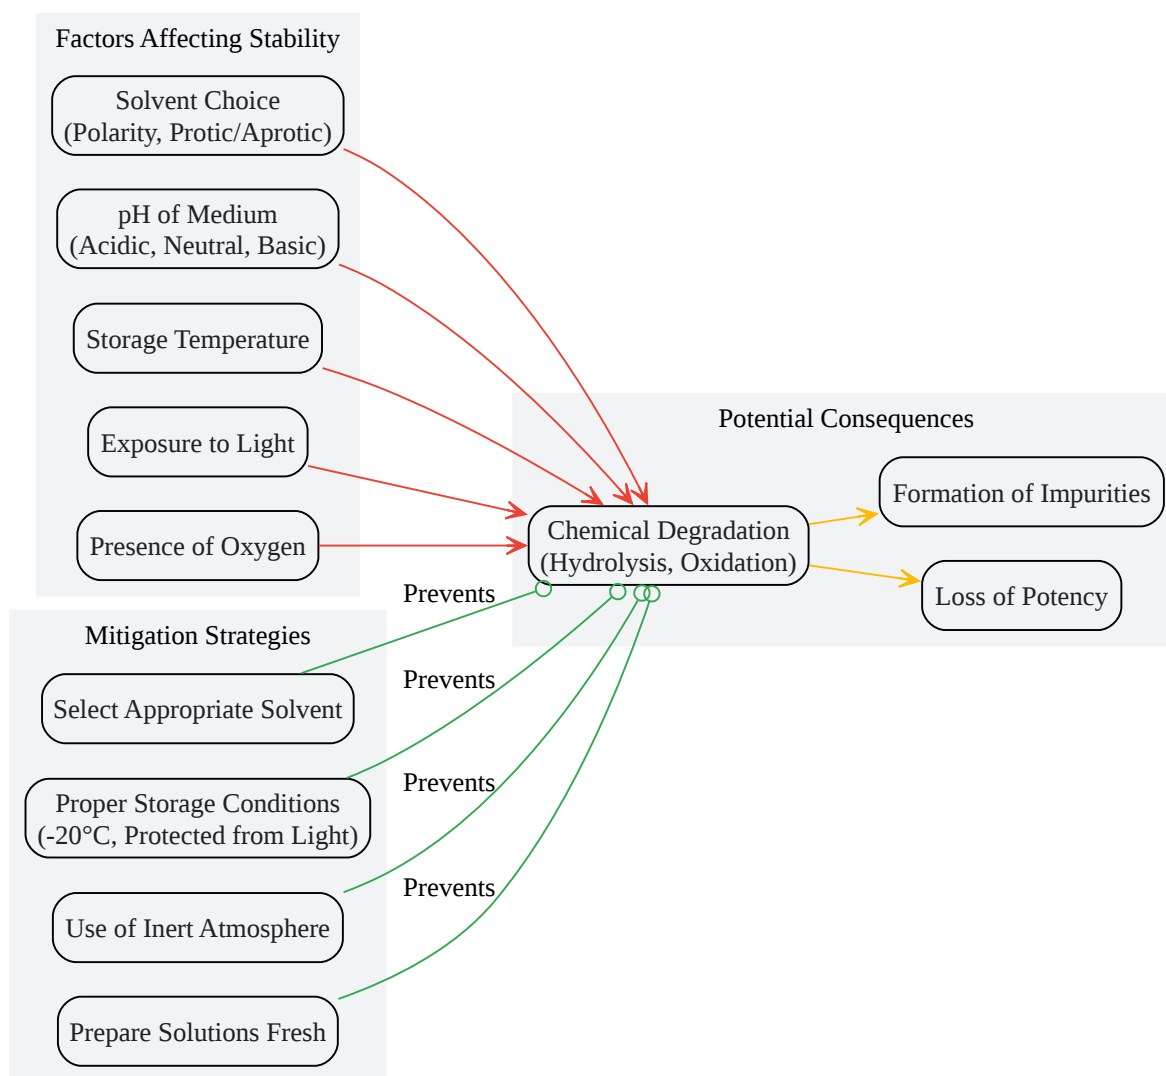 Factors Affecting Stability
Solvent Choice
(Polarity, Protic/Aprotic)
pH of Medium
(Acidic, Neutral, Basic)
Storage Temperature
Exposure to Light
Presence of Oxygen
Potential Consequences
Chemical Degradation
(Hydrolysis, Oxidation)
Formation of Impurities
Loss of Potency
Mitigation Strategies
Select Appropriate Solvent
Proper Storage Conditions
(-20°C, Protected from Light)
Use of Inert Atmosphere
Prepare Solutions Fresh
Prevents
Prevents
Prevents
Prevents